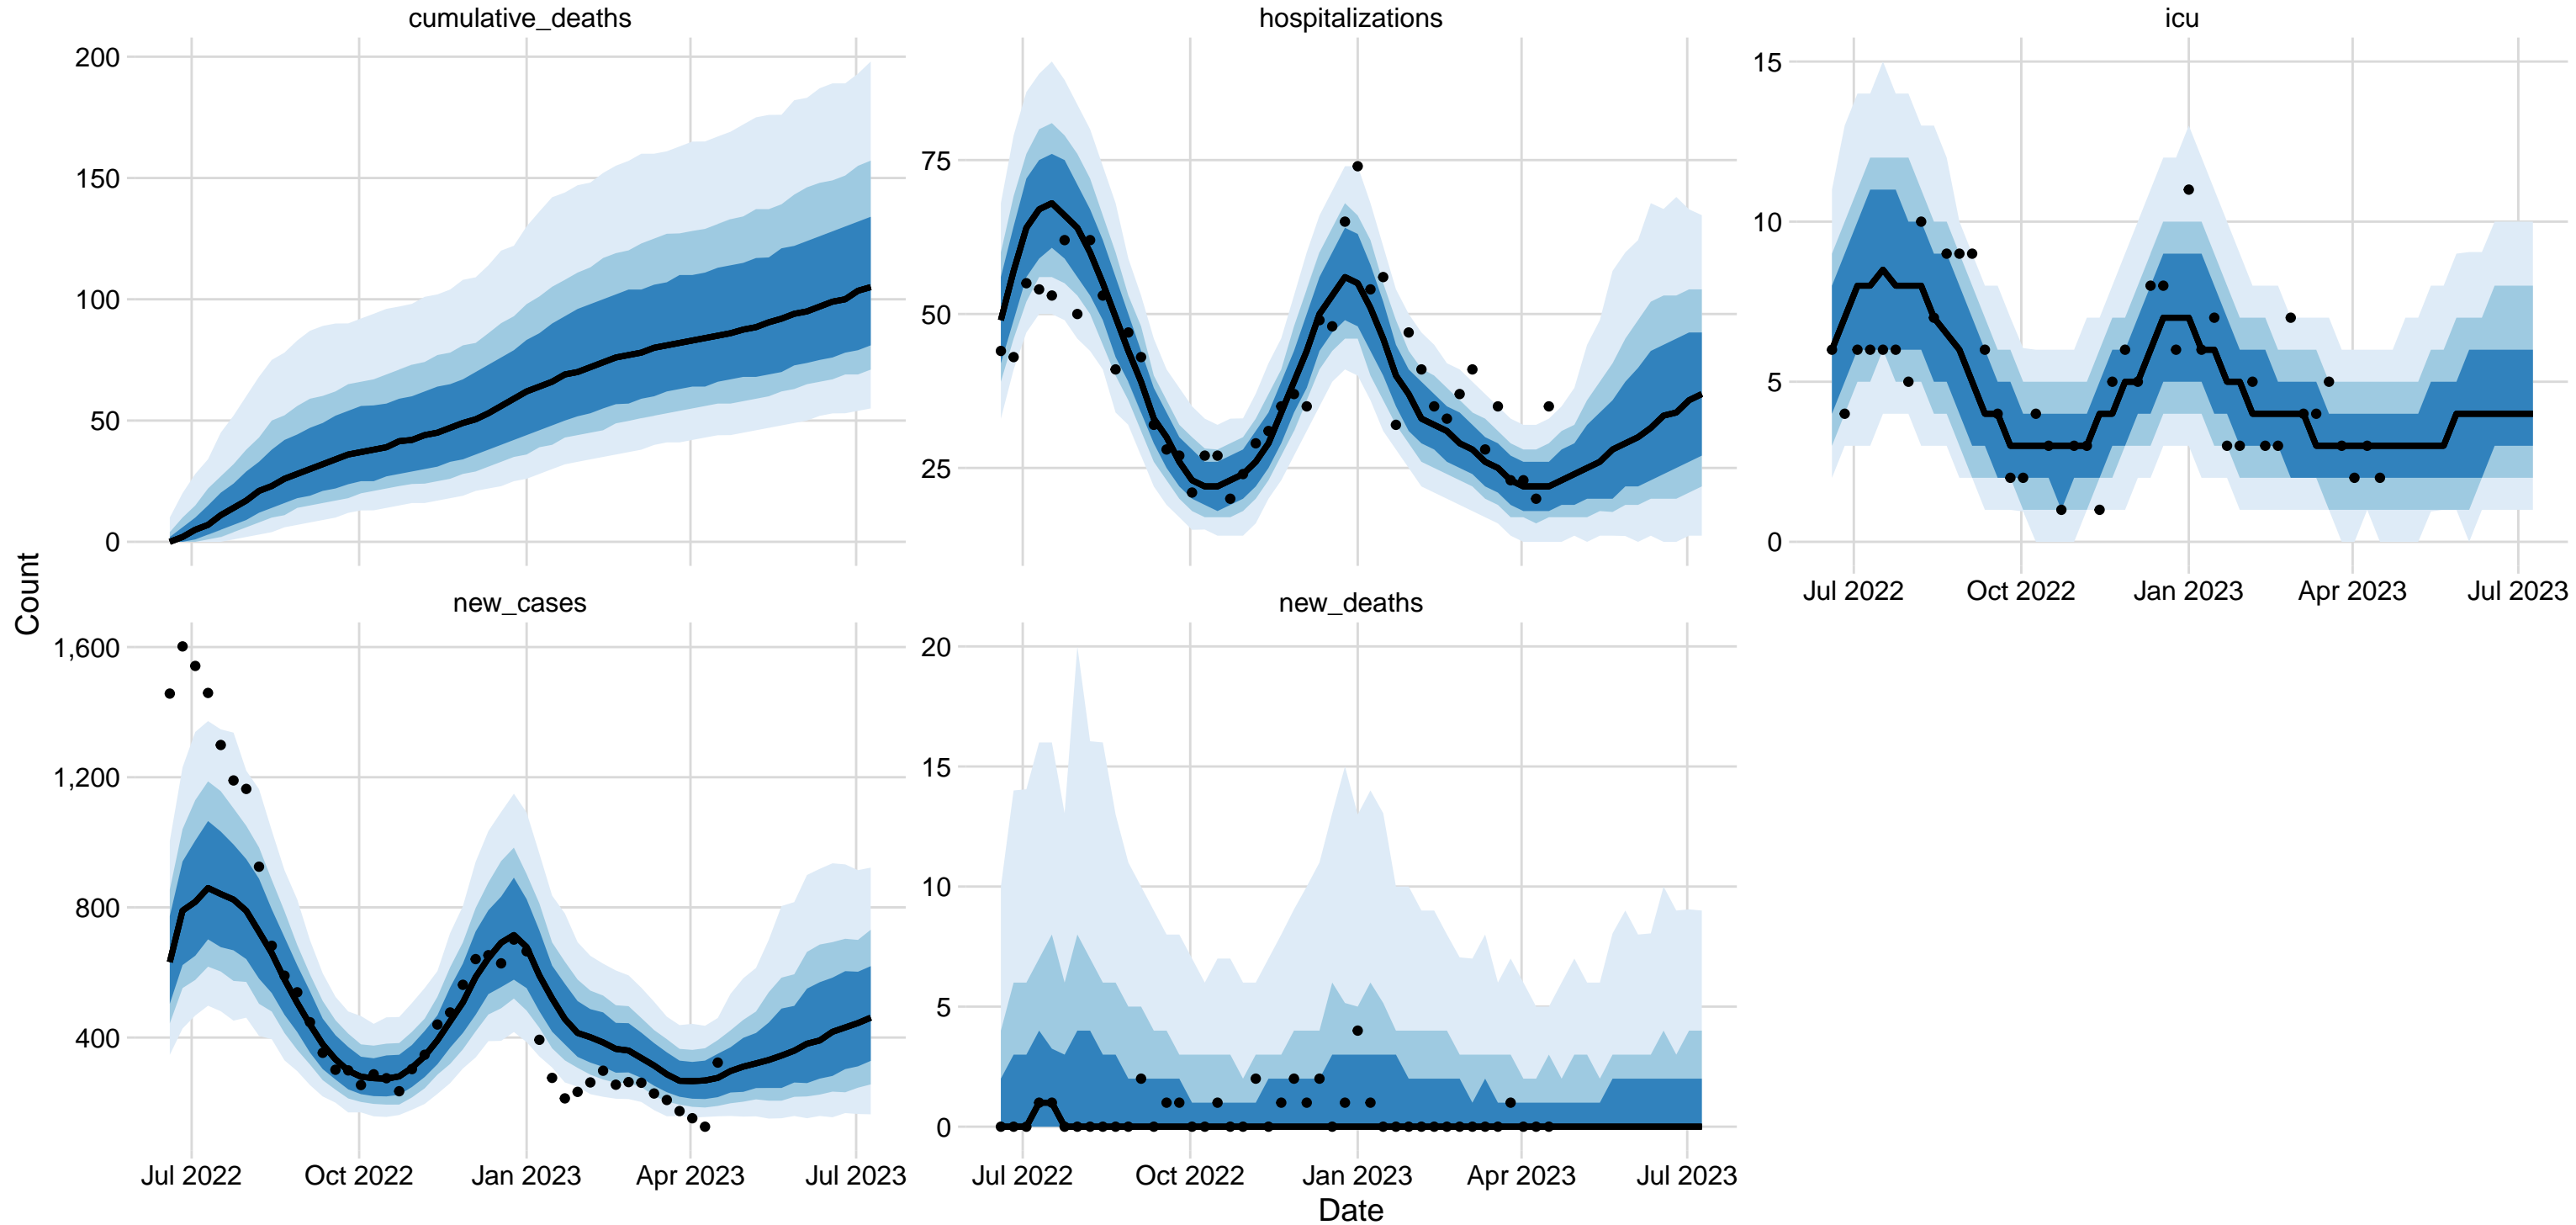 cumulative_deaths
200
150
100
50
0
hospitalizations
75
50
25
icu
15
10
5
0
Jul 2022 Oct 2022 Jan 2023 Apr 2023 Jul 2023
Count
new_cases
1,600
1,200
800
400
Jul 2022 Oct 2022 Jan 2023 Apr 2023 Jul 2023
new_deaths
20
15
10
5
0
Jul 2022 Oct 2022 Jan 2023 Apr 2023 Jul 2023
Date